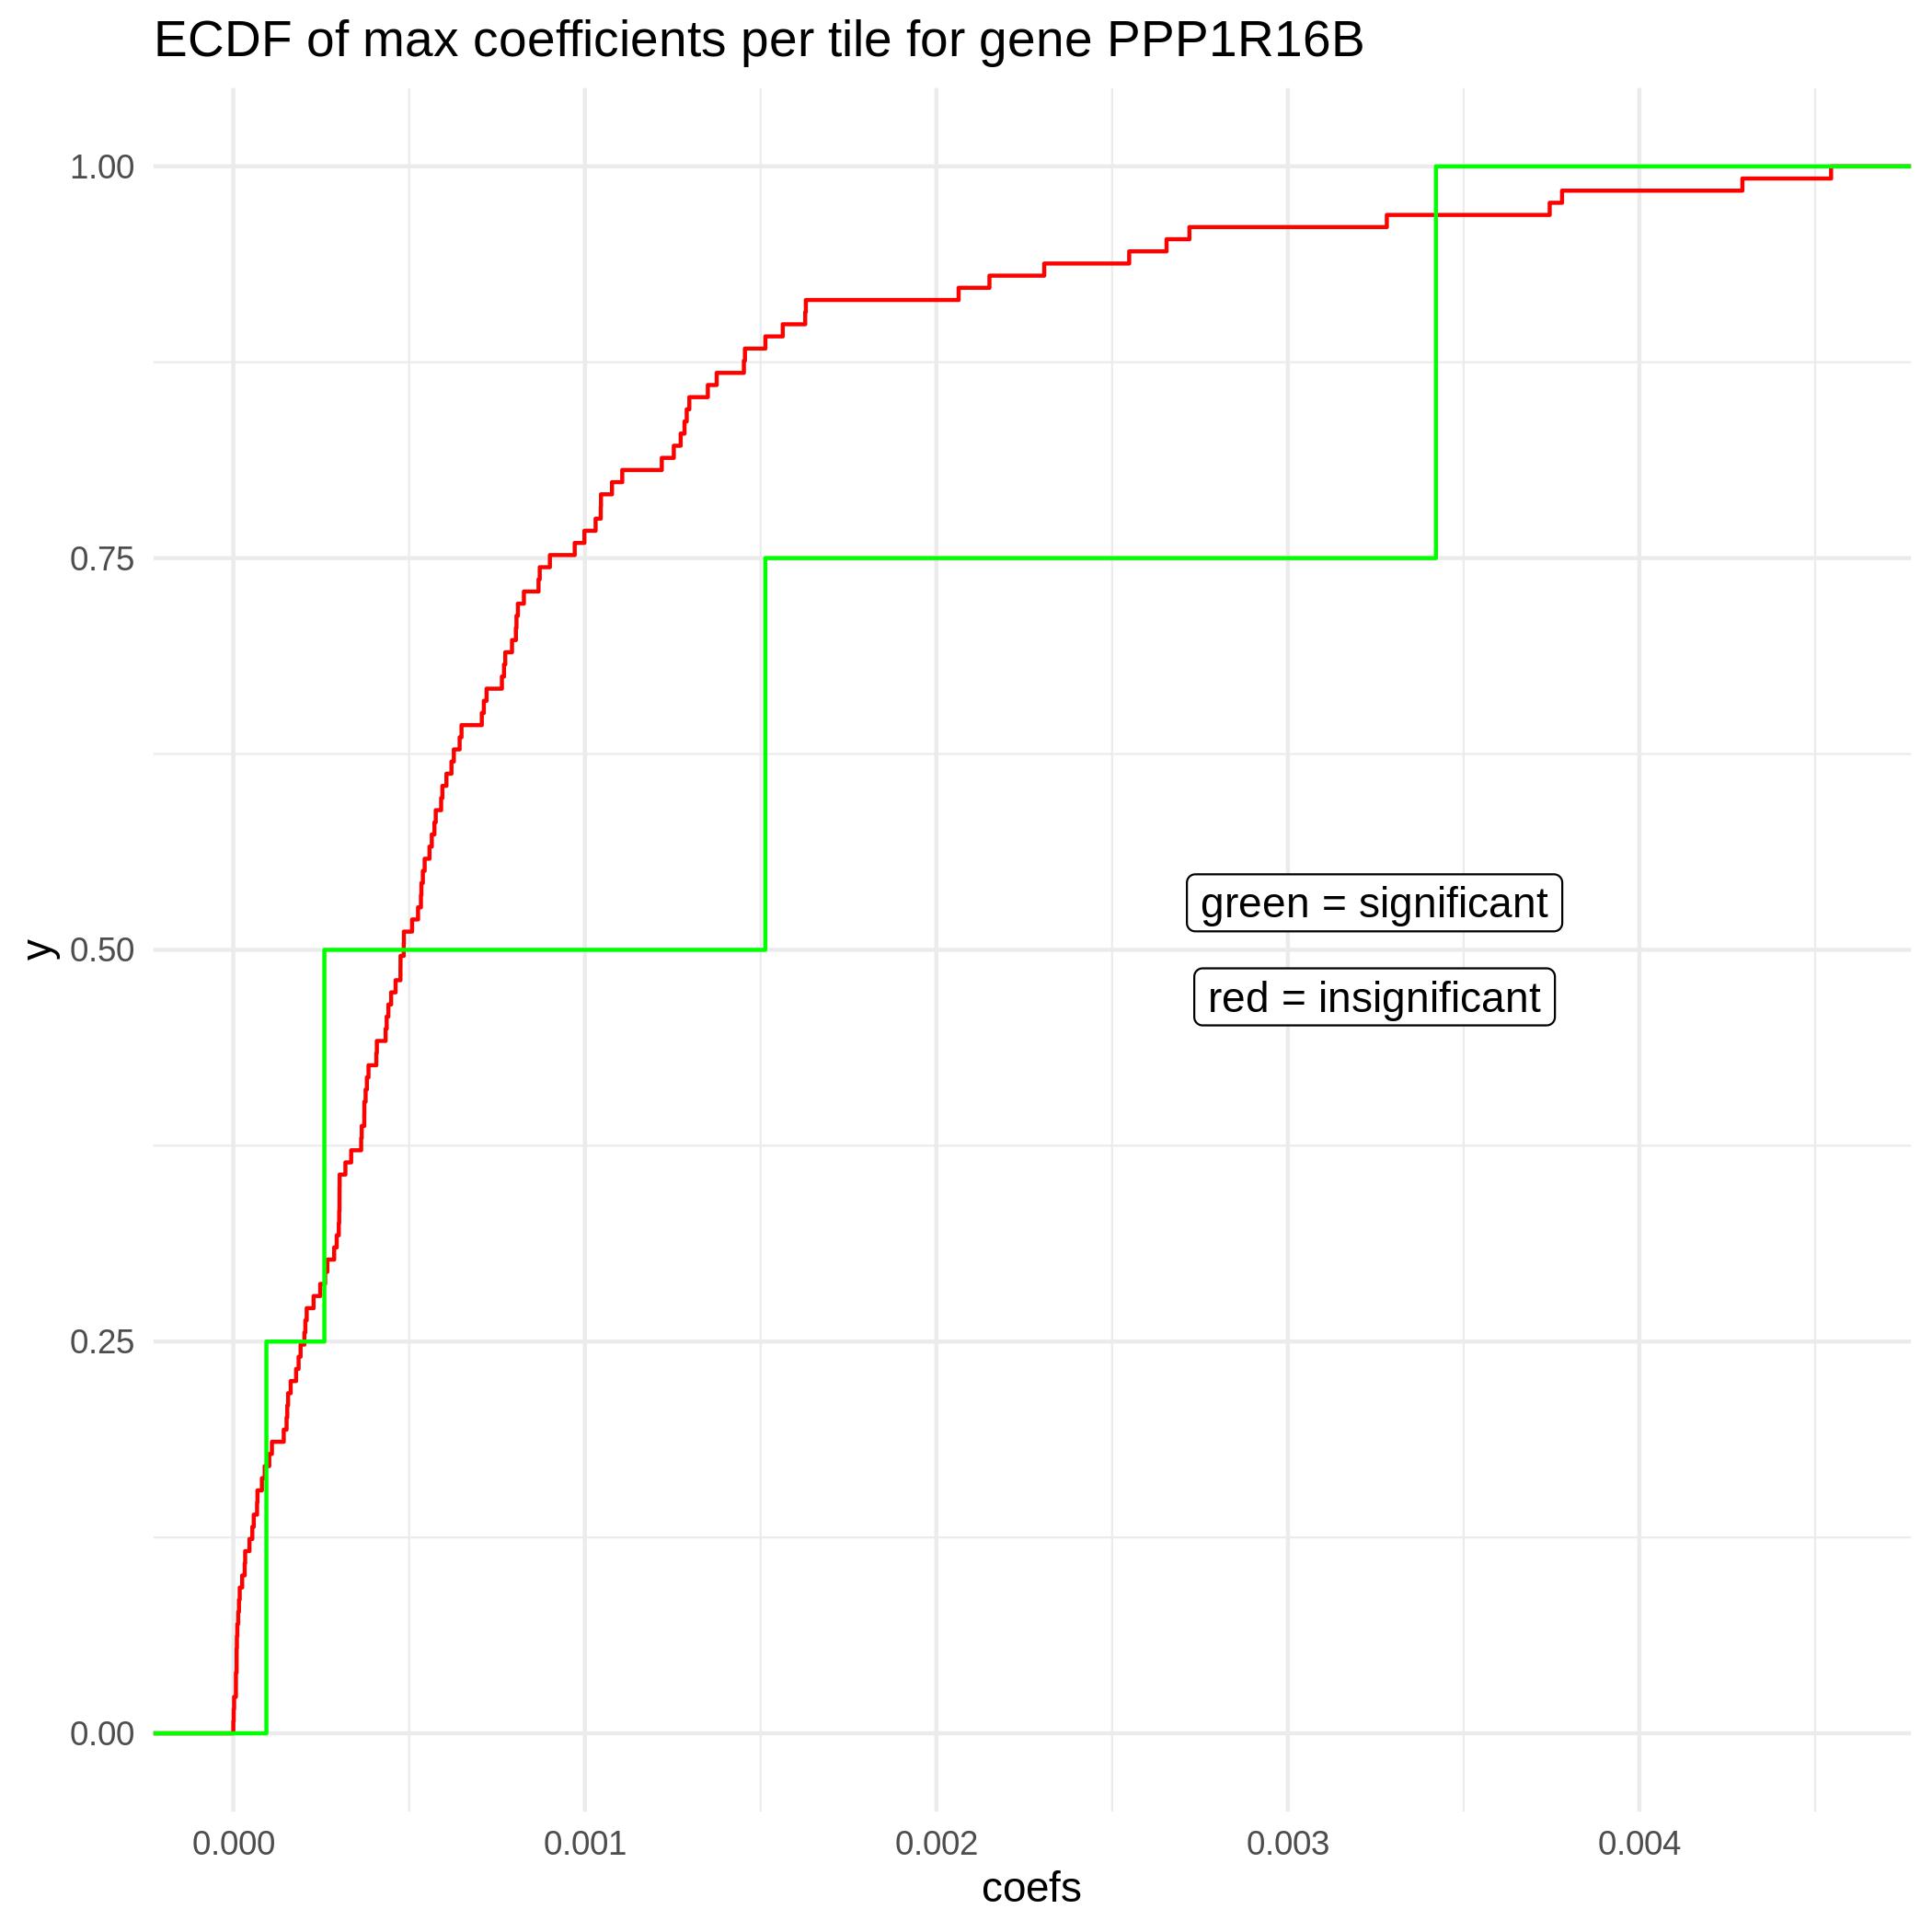 ECDF of max coefficients per tile for gene PPP1R16B
1.00
0.75
0.50
0.25
0.00
y
green = significant
red = insignificant
0.000
0.001
0.002
0.003
0.004
coefs